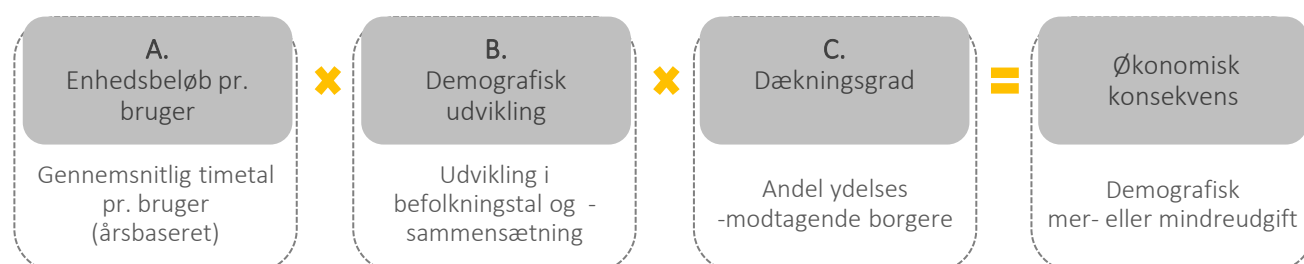 A.
Enhedsbeløb pr.
bruger
Gennemsnitlig timetal
pr. bruger
(årsbaseret)
×
B.
Demografisk
udvikling
Udvikling i
befolkningstal og -
sammensætning
×
C.
Dækningsgrad
Andel ydelses
-modtagende borgere
=
Økonomisk
konsekvens
Demografisk
mer- eller mindreudgift